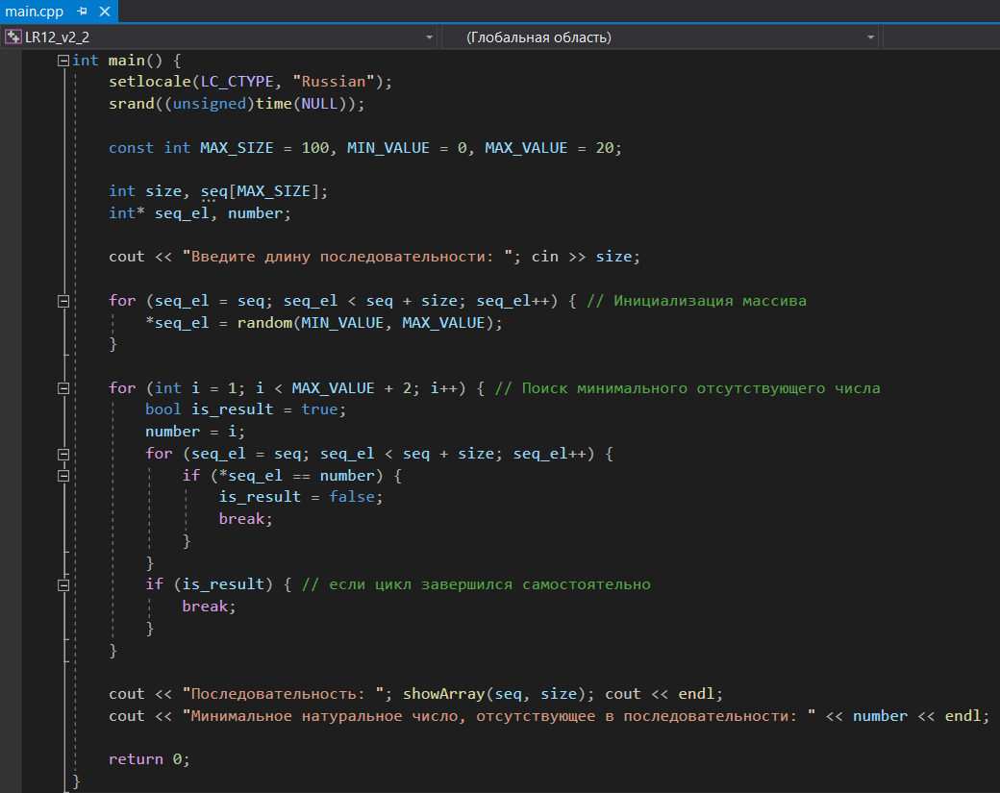 main.cpp
LR12_v2_2 (Глобальная область)
int main() {
setlocale(LC_CTYPE, "Russian");
srand((unsigned)time(NULL));
const int MAX_SIZE = 100, MIN_VALUE = 0, MAX_VALUE = 20;
int size, seq[MAX_SIZE];
int* seq_el, number;
cout << "Введите длину последовательности: "; cin >> size;
for (seq_el = seq; seq_el < seq + size; seq_el++) { // Инициализация массива
*seq_el = random(MIN_VALUE, MAX_VALUE);
}
for (int i = 1; i < MAX_VALUE + 2; i++) { // Поиск минимального отсутствующего числа
bool is_result = true;
number = i;
for (seq_el = seq; seq_el < seq + size; seq_el++) {
if (*seq_el == number) {
is_result = false;
break;
}
}
if (is_result) { // если цикл завершился самостоятельно
break;
}
}
cout << "Последовательность: "; showArray(seq, size); cout << endl;
cout << "Минимальное натуральное число, отсутствующее в последовательности: " << number << endl;
return 0;
}